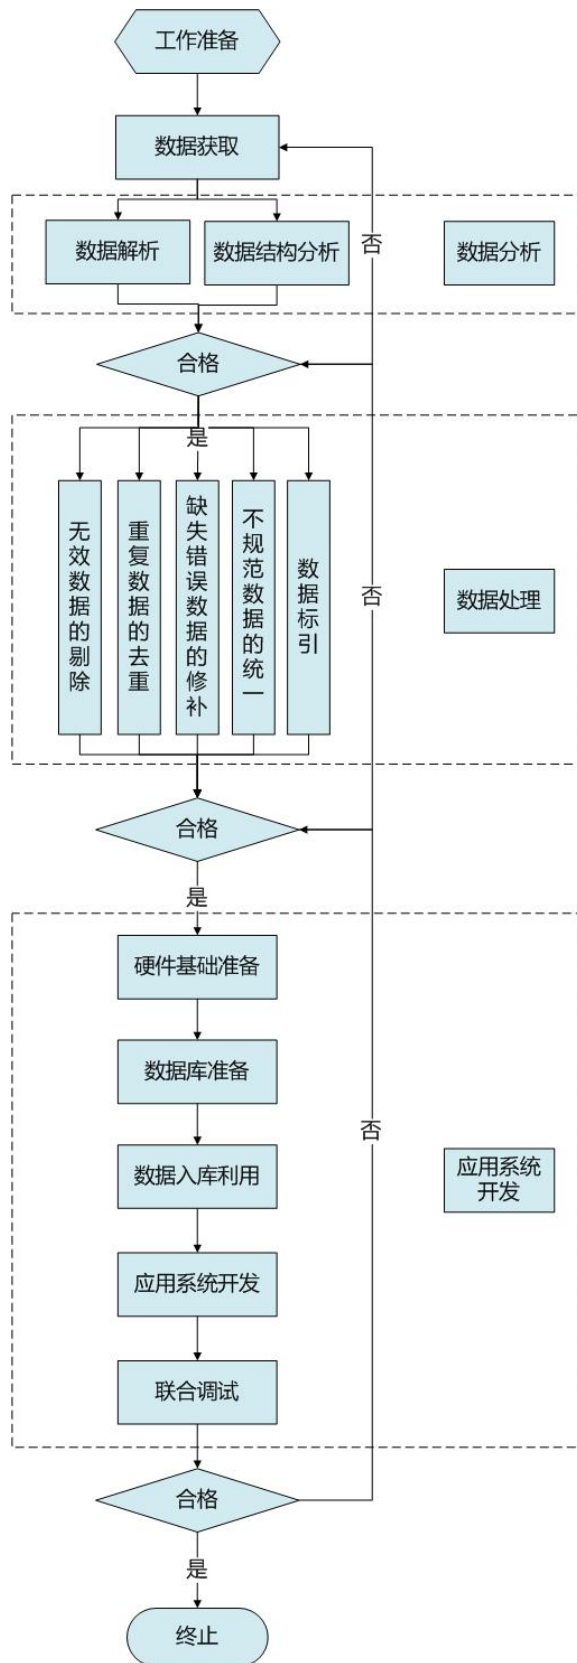 工作准备
数据获取
数据解析
数据结构分析
否
数据分析
合格
是
无效数据的剔除
重复数据的去重
缺失错误数据的修补
不规范数据的统一
数据标引
否
数据处理
合格
是
硬件基础准备
数据库准备
否
数据入库利用
应用系统
开发
应用系统开发
联合调试
合格
是
终止